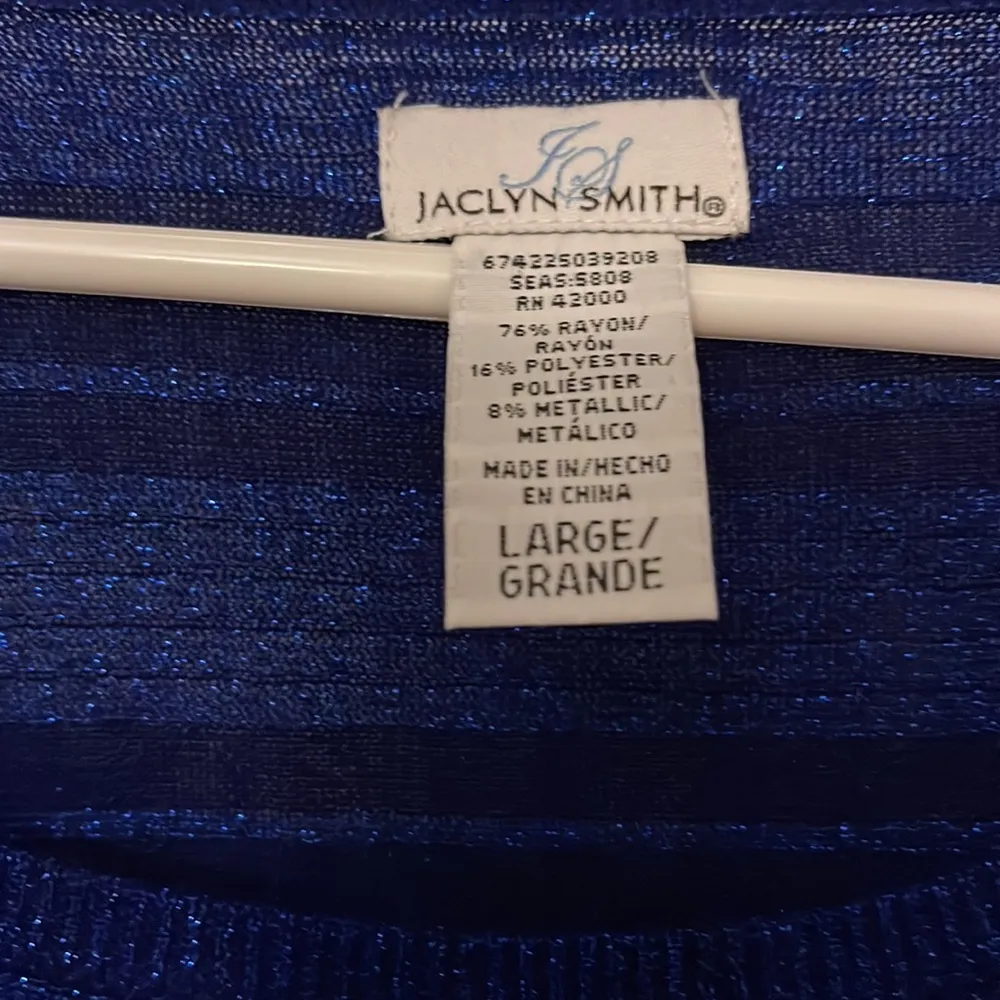 JS
JACLYN SMITH®
674225039208
SEAS:S808
RN 42000
76% RAYON/
RAYÓN
16% POLYESTER/
POLIÉSTER
8% METALLIC/
METÁLICO
MADE IN/HECHO
EN CHINA
LARGE/
GRANDE